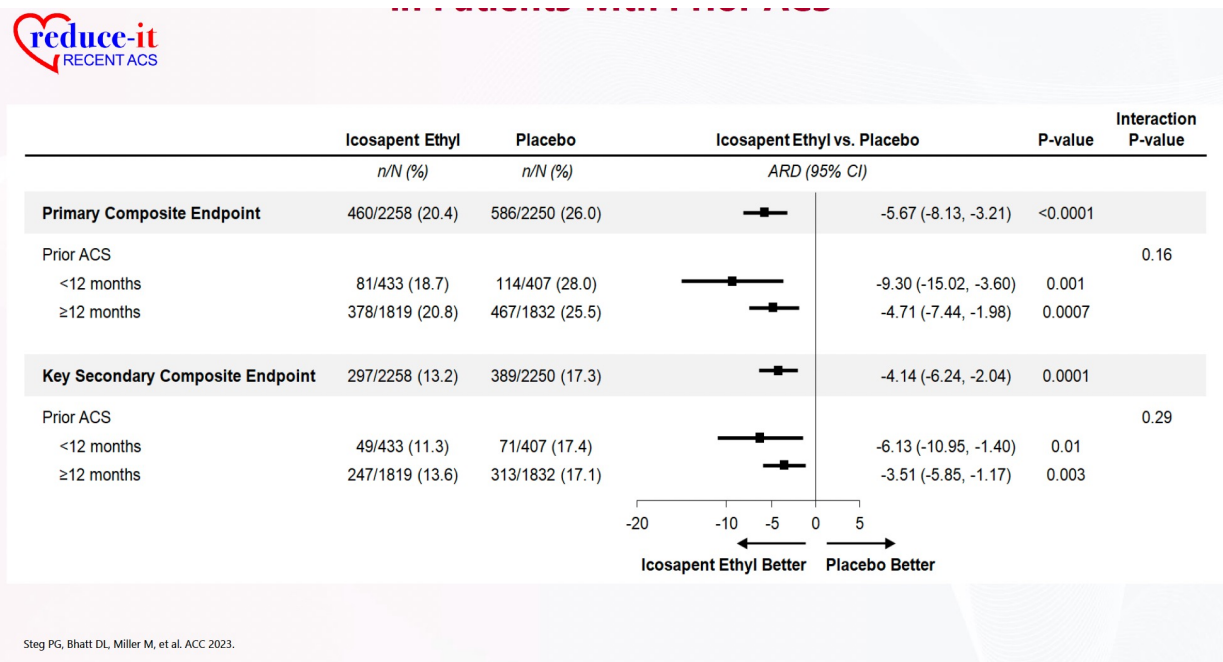 in Patients with Prior ACS
reduce-it
RECENT ACS
Interaction
Icosapent Ethyl Placebo Icosapent Ethyl vs. Placebo P-value P-value
n/N (%) n/N (%) ARD (95% CI)
Primary Composite Endpoint 460/2258 (20.4) 586/2250 (26.0) -5.67 (-8.13, -3.21) <0.0001
Prior ACS 0.16
<12 months 81/433 (18.7) 114/407 (28.0) -9.30 (-15.02, -3.60) 0.001
≥12 months 378/1819 (20.8) 467/1832 (25.5) -4.71 (-7.44, -1.98) 0.0007
Key Secondary Composite Endpoint 297/2258 (13.2) 389/2250 (17.3) -4.14 (-6.24, -2.04) 0.0001
Prior ACS 0.29
<12 months 49/433 (11.3) 71/407 (17.4) -6.13 (-10.95, -1.40) 0.01
≥12 months 247/1819 (13.6) 313/1832 (17.1) -3.51 (-5.85, -1.17) 0.003
-20 -10 -5 0 5
Icosapent Ethyl Better Placebo Better
Steg PG, Bhatt DL, Miller M, et al. ACC 2023.